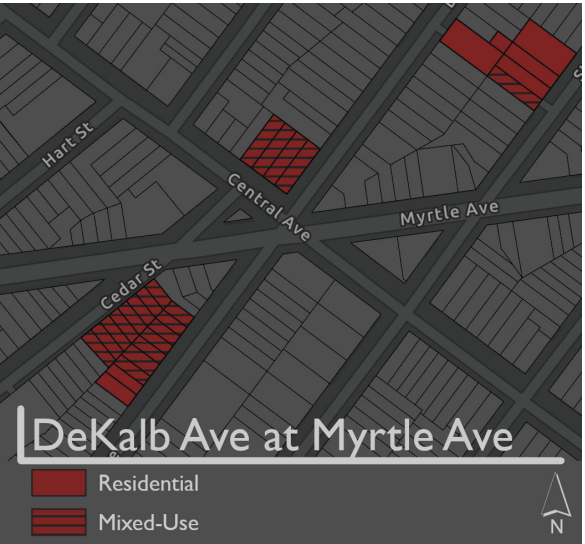 Hart St
Central Ave
Myrtle Ave
Cedar St
DeKalb Ave at Myrtle Ave
Residential
Mixed-Use
N